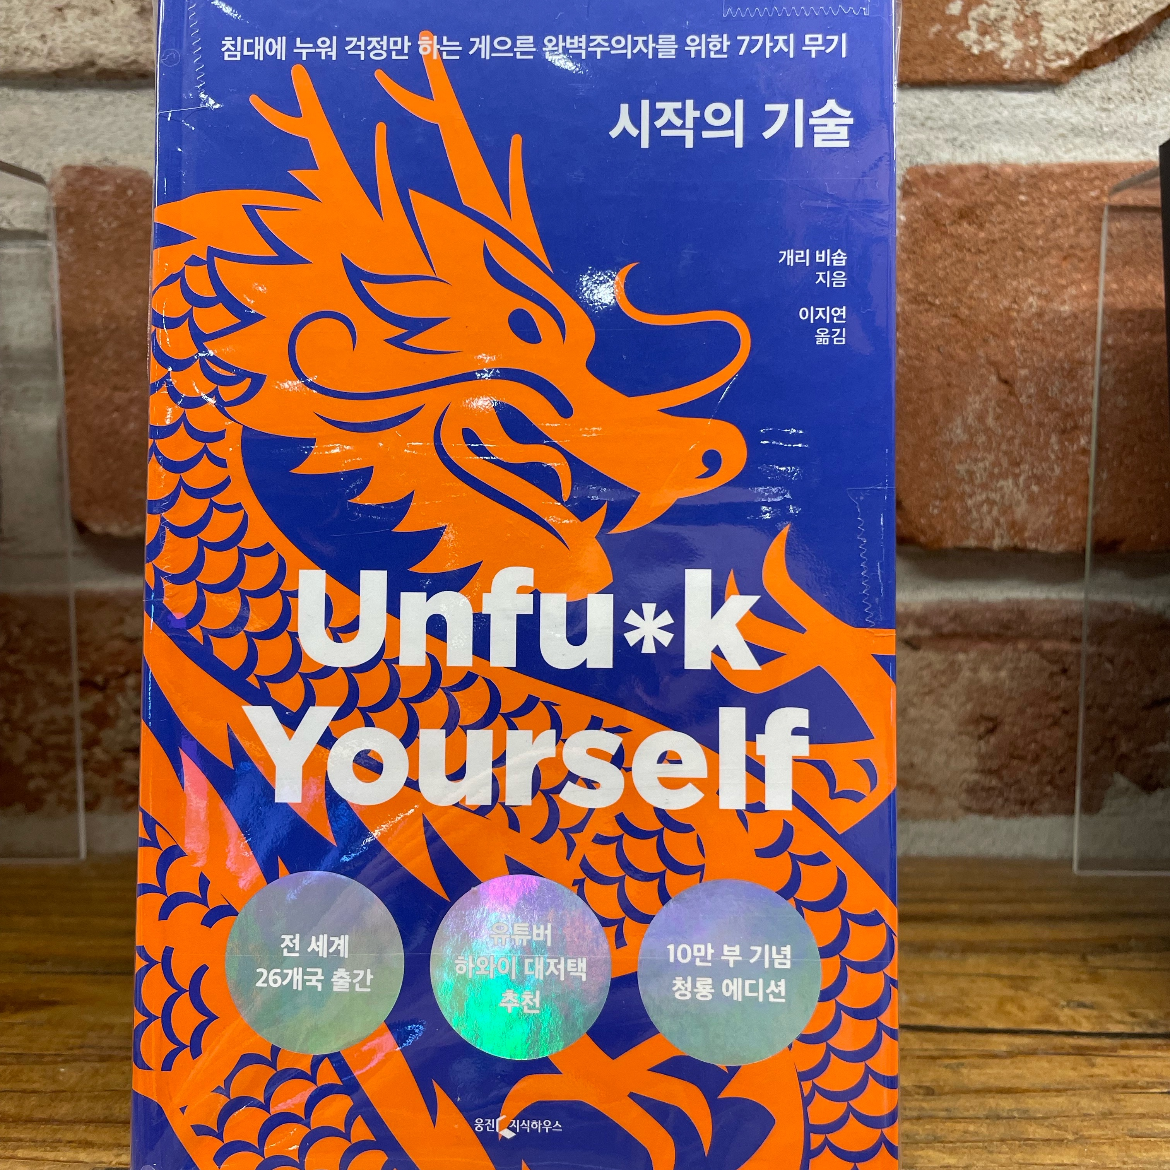 침대에 누워 걱정만 하는 게으른 완벽주의자를 위한 7가지 무기
시작의 기술
개리 비숍
지음
이지연
옮김
Unfu*k
Yourself
전 세계
26개국 출간
유튜버
하와이 대저택
추천
10만 부 기념
청룡 에디션
웅진 지식하우스